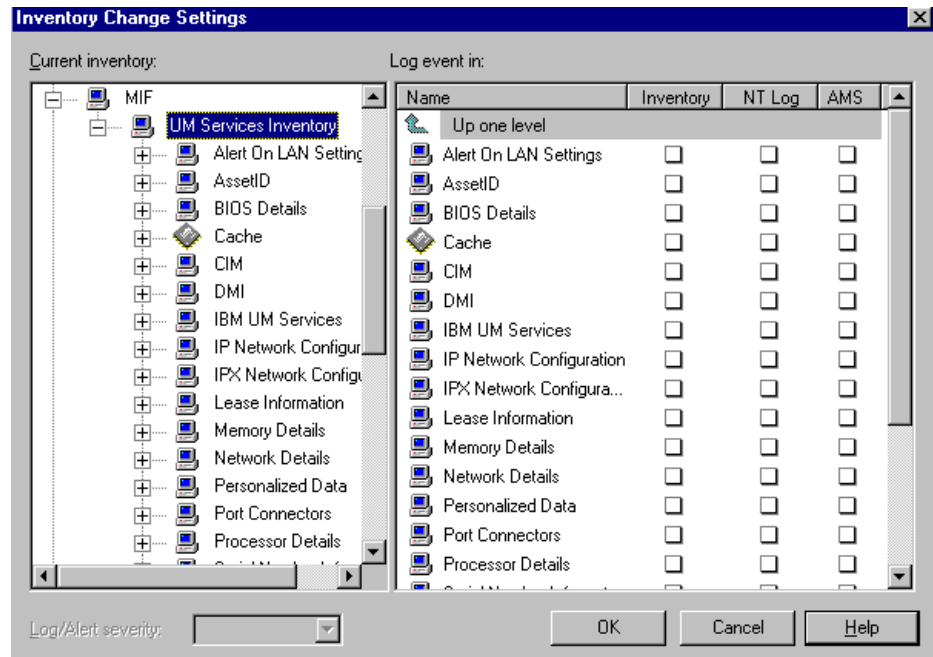 Inventory Change Settings
Current inventory:
MIF
UM Services Inventory
Alert On LAN Setting
AssetID
BIOS Details
Cache
CIM
DMI
IBM UM Services
IP Network Configur
IPX Network Configu
Lease Information
Memory Details
Network Details
Personalized Data
Port Connectors
Processor Details
Log event in:
Name Inventory NT Log AMS
Up one level
Alert On LAN Settings
AssetID
BIOS Details
Cache
CIM
DMI
IBM UM Services
IP Network Configuration
IPX Network Configura...
Lease Information
Memory Details
Network Details
Personalized Data
Port Connectors
Processor Details
Log/Alert severity:
OK Cancel Help